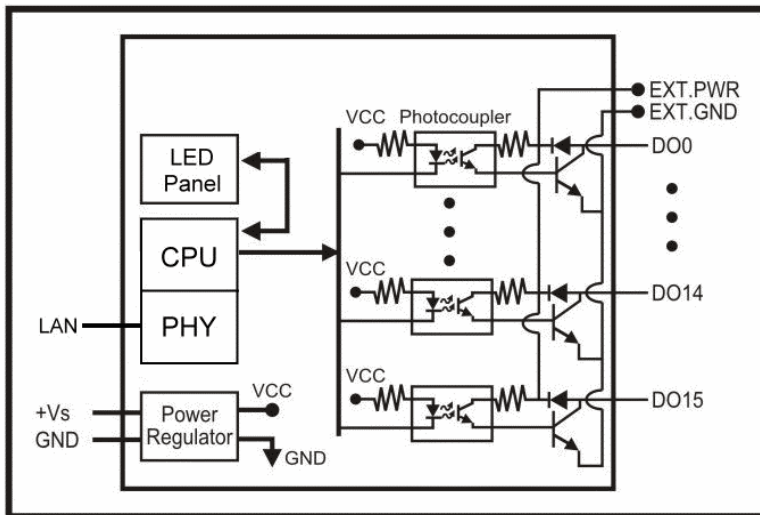 EXT.PWR
VCC Photocoupler
EXT.GND
LED
Panel
DO0
CPU
VCC
DO14
PHY
LAN
VCC
VCC
DO15
+Vs
Power
Regulator
GND
GND